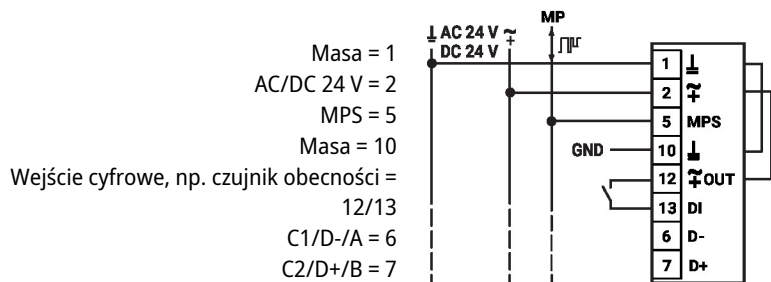 Masa = 1
AC/DC 24 V = 2
MPS = 5
Masa = 10
Wejście cyfrowe, np. czujnik obecności =
12/13
C1/D-/A = 6
C2/D+/B = 7
MP
AC 24 V
DC 24 V
1
2
5 MPS
GND 10
12 OUT
13 DI
6 D-
7 D+